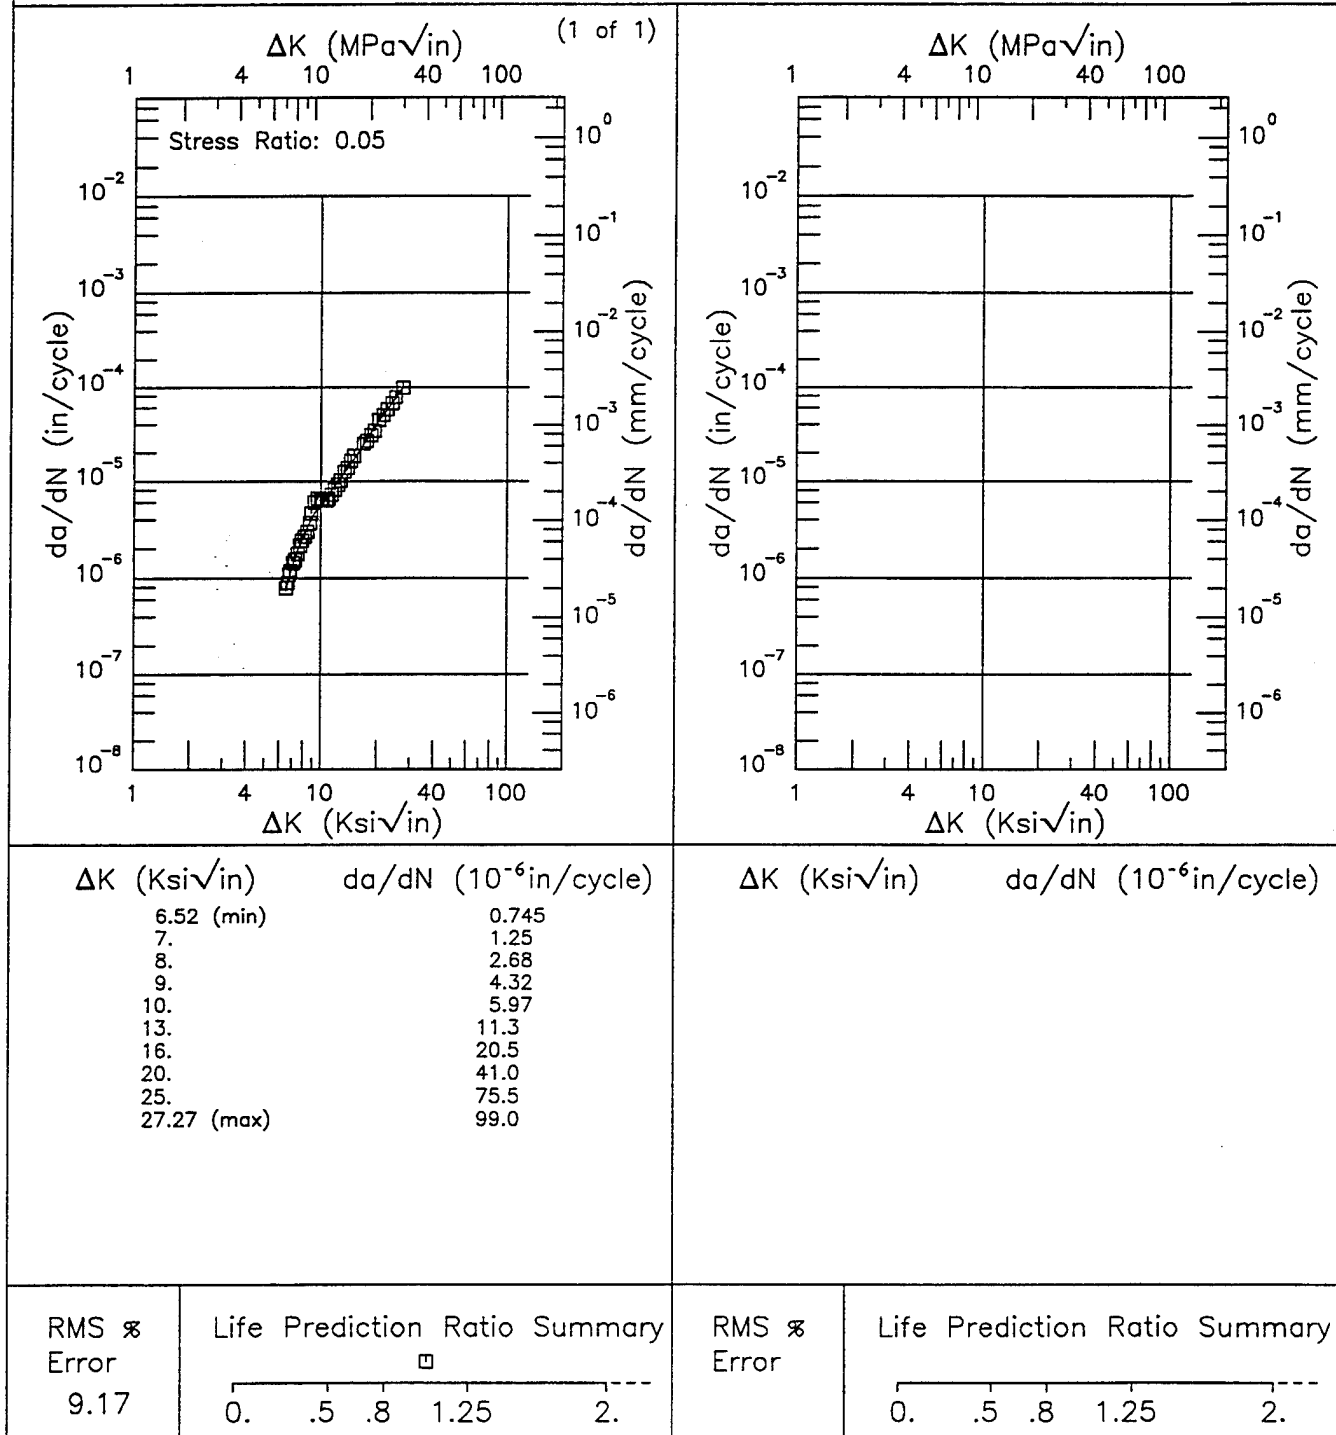 (1 of 1)
ΔK (MPa√in)
1 4 10 40 100
Stress Ratio: 0.05
da/dN (in/cycle)
10⁻²
10⁻³
10⁻⁴
10⁻⁵
10⁻⁶
10⁻⁷
10⁻⁸
10⁰
10⁻¹
10⁻²
10⁻³
10⁻⁴
10⁻⁵
10⁻⁶
da/dN (mm/cycle)
1 4 10 40 100
ΔK (Ksi√in)
ΔK (MPa√in)
1 4 10 40 100
da/dN (in/cycle)
10⁻²
10⁻³
10⁻⁴
10⁻⁵
10⁻⁶
10⁻⁷
10⁻⁸
10⁰
10⁻¹
10⁻²
10⁻³
10⁻⁴
10⁻⁵
10⁻⁶
da/dN (mm/cycle)
1 4 10 40 100
ΔK (Ksi√in)
ΔK (Ksi√in) da/dN (10⁻⁶in/cycle)
6.52 (min) 0.745
7. 1.25
8. 2.68
9. 4.32
10. 5.97
13. 11.3
16. 20.5
20. 41.0
25. 75.5
27.27 (max) 99.0
ΔK (Ksi√in) da/dN (10⁻⁶in/cycle)
RMS %
Error
9.17
Life Prediction Ratio Summary
0. .5 .8 1.25 2.
RMS %
Error
Life Prediction Ratio Summary
0. .5 .8 1.25 2.